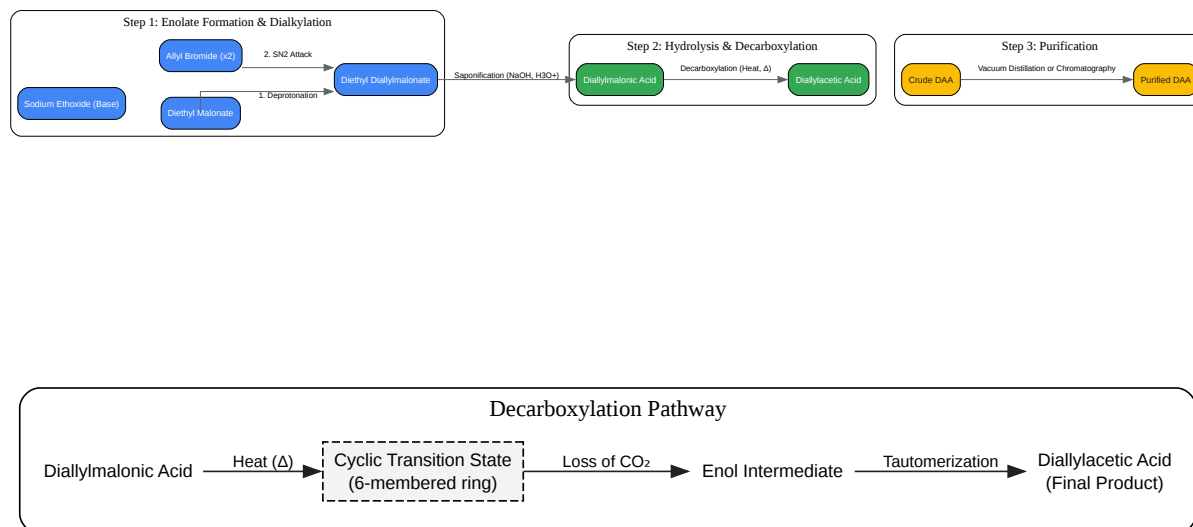 Step 1: Enolate Formation & Dialkylation
Allyl Bromide (x2)
2. SN2 Attack
Diethyl Diallylmalonate
Sodium Ethoxide (Base)
1. Deprotonation
Diethyl Malonate
Saponification (NaOH, H3O+)
Step 2: Hydrolysis & Decarboxylation
Diallylmalonic Acid
Decarboxylation (Heat, Δ)
Diallylacetic Acid
Step 3: Purification
Crude DAA
Vacuum Distillation or Chromatography
Purified DAA
Decarboxylation Pathway
Diallylmalonic Acid
Heat (Δ)
Cyclic Transition State
(6-membered ring)
Loss of CO₂
Enol Intermediate
Tautomerization
Diallylacetic Acid
(Final Product)